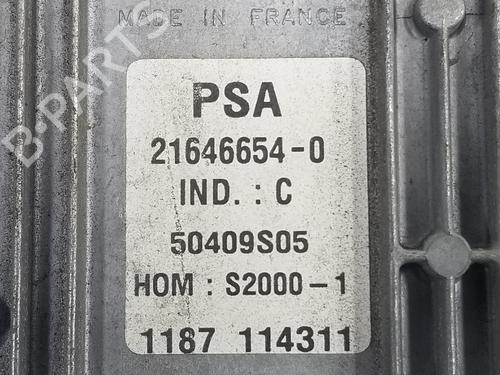 MADE IN FRANCE
B-PARTS
PSA
21646654-0
IND. : C
50409S05
HOM : S2000-1
1187 114311